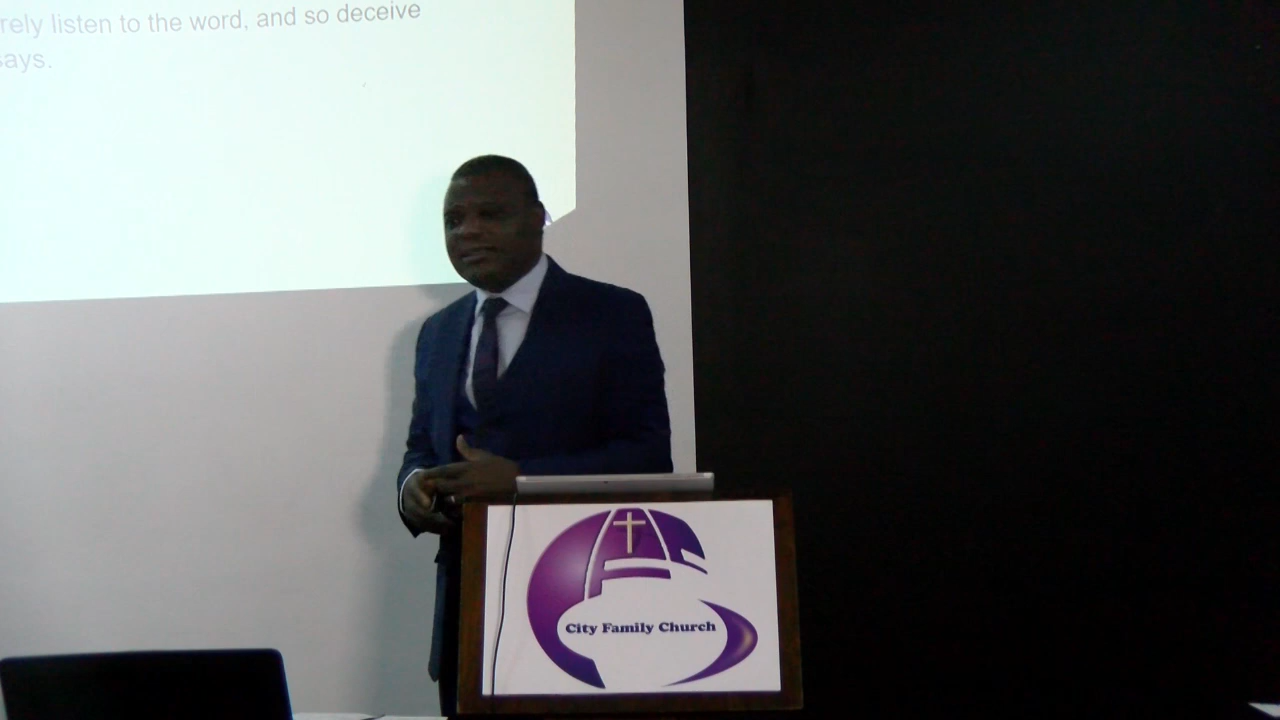 rely listen to the word, and so deceive
says.
City Family Church